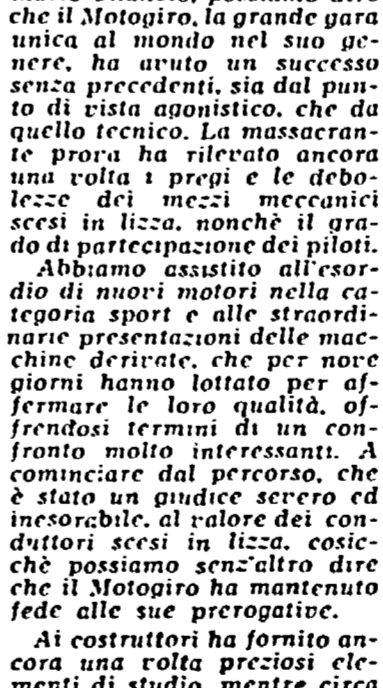 che il Motogiro, la grande gara
unica al mondo nel suo ge-
nere, ha avuto un successo
senza precedenti, sia dal pun-
to di vista agonistico, che da
quello tecnico. La massacran-
te prova ha rilevato ancora
una volta i pregi e le debo-
lezze dei mezzi meccanici
scesi in lizza, nonchè il gra-
do di partecipazione dei piloti.
Abbiamo assistito all'esor-
dio di nuovi motori nella ca-
tegoria sport e alle straordi-
narie presentazioni delle mac-
chine derivate, che per nove
giorni hanno lottato per af-
fermare le loro qualità, of-
frendosi termini di un con-
fronto molto interessanti. A
cominciare dal percorso, che
è stato un giudice severo ed
inesorabile, al valore dei con-
duttori scesi in lizza, cosic-
chè possiamo senz'altro dire
che il Motogiro ha mantenuto
fede alle sue prerogative.
Ai costruttori ha fornito an-
cora una volta preziosi ele-
menti di studio, mentre circa